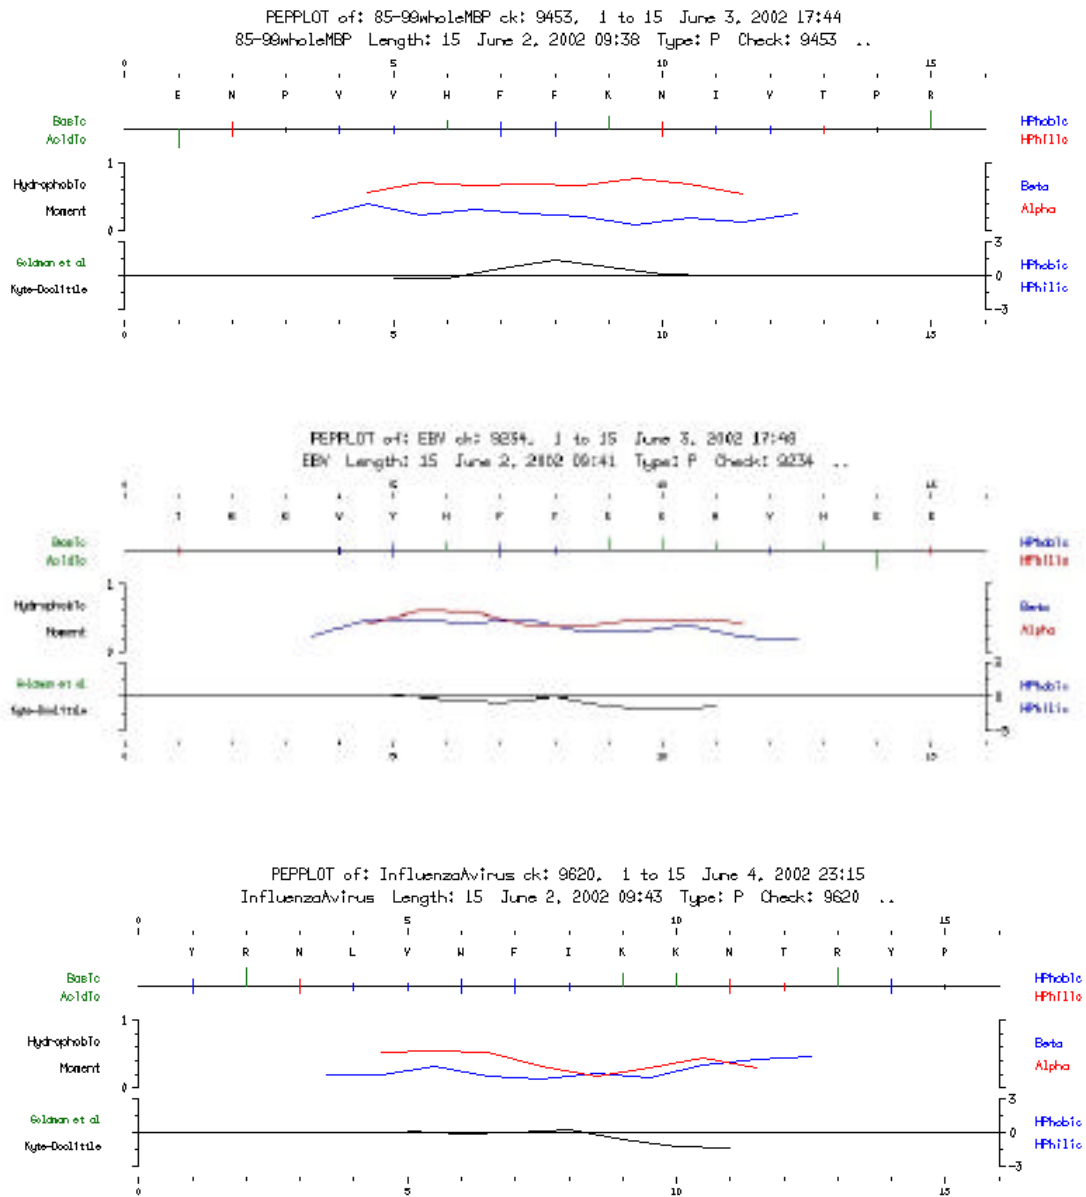 PEPPLOT of: 85-99wholeMBP ck: 9453, 1 to 15 June 3, 2002 17:44
85-99wholeMBP Length: 15 June 2, 2002 09:38 Type: P Check: 9453 ..
0 5 10 15
E N P V V H F F K N I V T P R
Basic HPhobic
Acidic HPhilic
1
Hydrophobic Beta
Moment Alpha
0
3
Goldman et al HPhobic
0
Kyte-Doolittle HPhilic
-3
0 5 10 15
PEPPLOT of: EBV ck: 9234, 1 to 15 June 3, 2002 17:48
EBV Length: 15 June 2, 2002 09:41 Type: P Check: 9234 ..
V Y H F F V
Basic HPhobic
Acidic HPhilic
1
Hydrophobic Beta
Moment Alpha
Goldman et al HPhobic
Kyte-Doolittle HPhilic
PEPPLOT of: InfluenzaAvirus ck: 9620, 1 to 15 June 4, 2002 23:15
InfluenzaAvirus Length: 15 June 2, 2002 09:43 Type: P Check: 9620 ..
0 5 10 15
Y R N L V W F I K K N T R Y P
Basic HPhobic
Acidic HPhilic
1
Hydrophobic Beta
Moment Alpha
0
3
Goldman et al HPhobic
0
Kyte-Doolittle HPhilic
-3
0 5 10 15